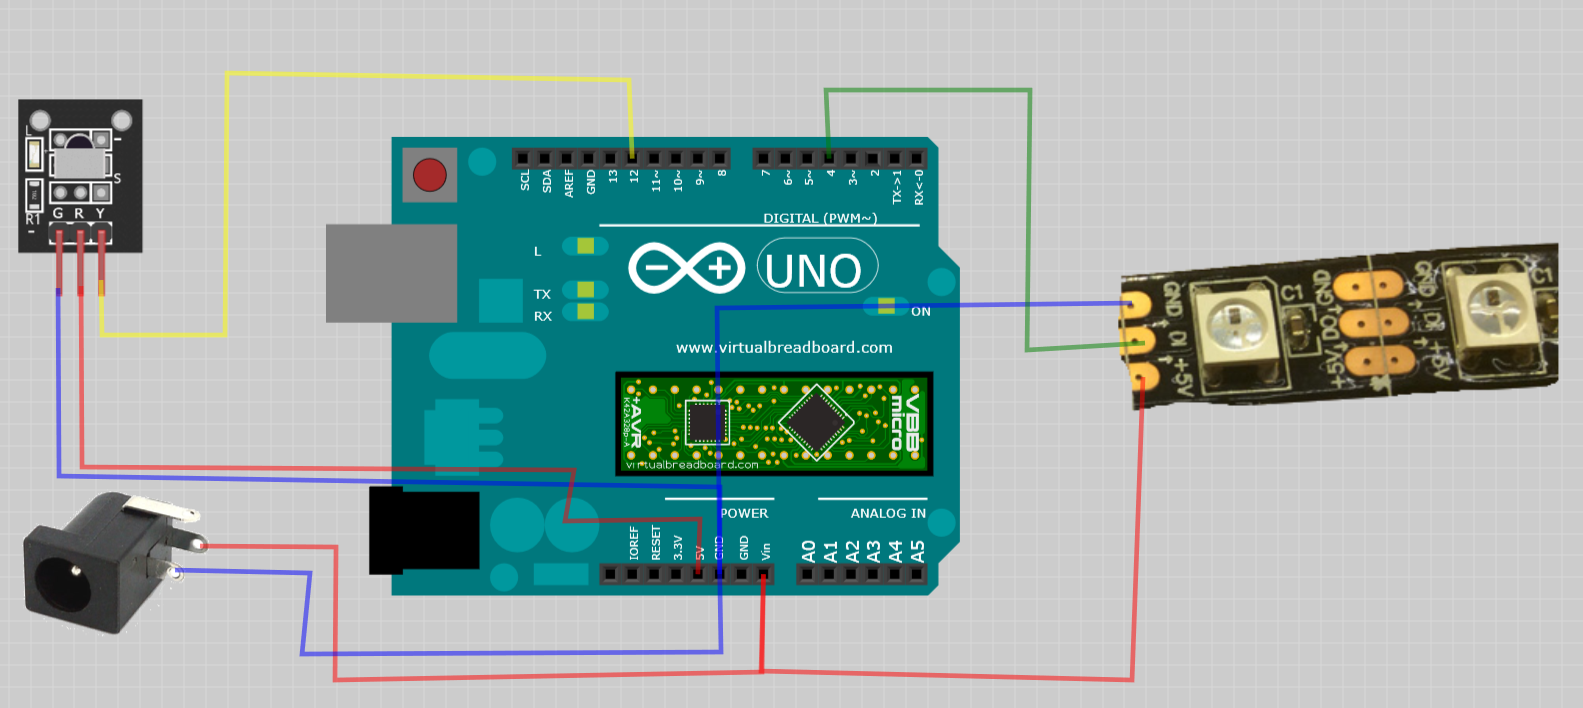 L
S
R1
G R Y
-
SCL
SDA
AREF
GND
13
12
11~
10~
9~
8
7
6~
5~
4
3~
2
TX->1
RX<-0
DIGITAL (PWM~)
L
TX
RX
UNO
ON
www.virtualbreadboard.com
+AVR
K42A328p-A
VBB
micro
virtualbreadboard.com
POWER
ANALOG IN
IOREF
RESET
3.3V
5V
GND
GND
Vin
A0
A1
A2
A3
A4
A5
GND
DI
+5V
C1
GND
DO
+5V
GND
DI
+5V